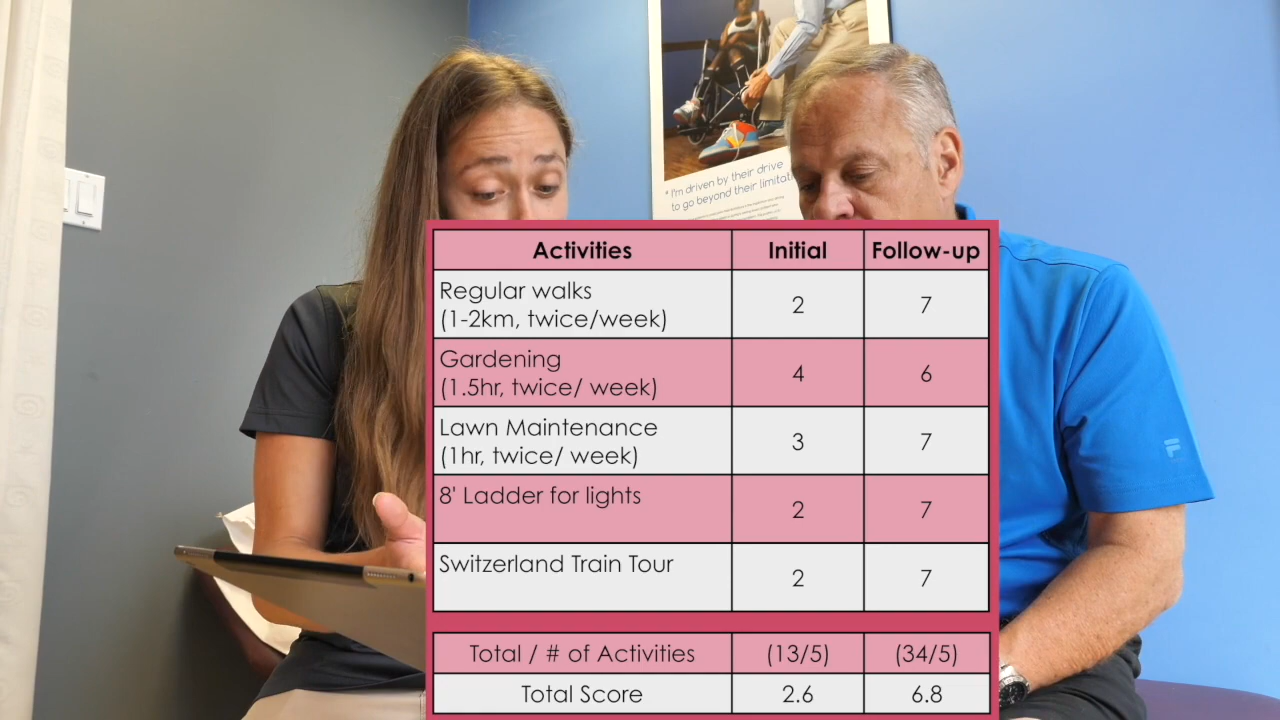 "I'm driven by their drive
to go beyond their limitati
Activities Initial Follow-up
Regular walks
(1-2km, twice/week) 2 7
Gardening
(1.5hr, twice/ week) 4 6
Lawn Maintenance
(1hr, twice/ week) 3 7
8' Ladder for lights 2 7
Switzerland Train Tour 2 7
Total / # of Activities (13/5) (34/5)
Total Score 2.6 6.8